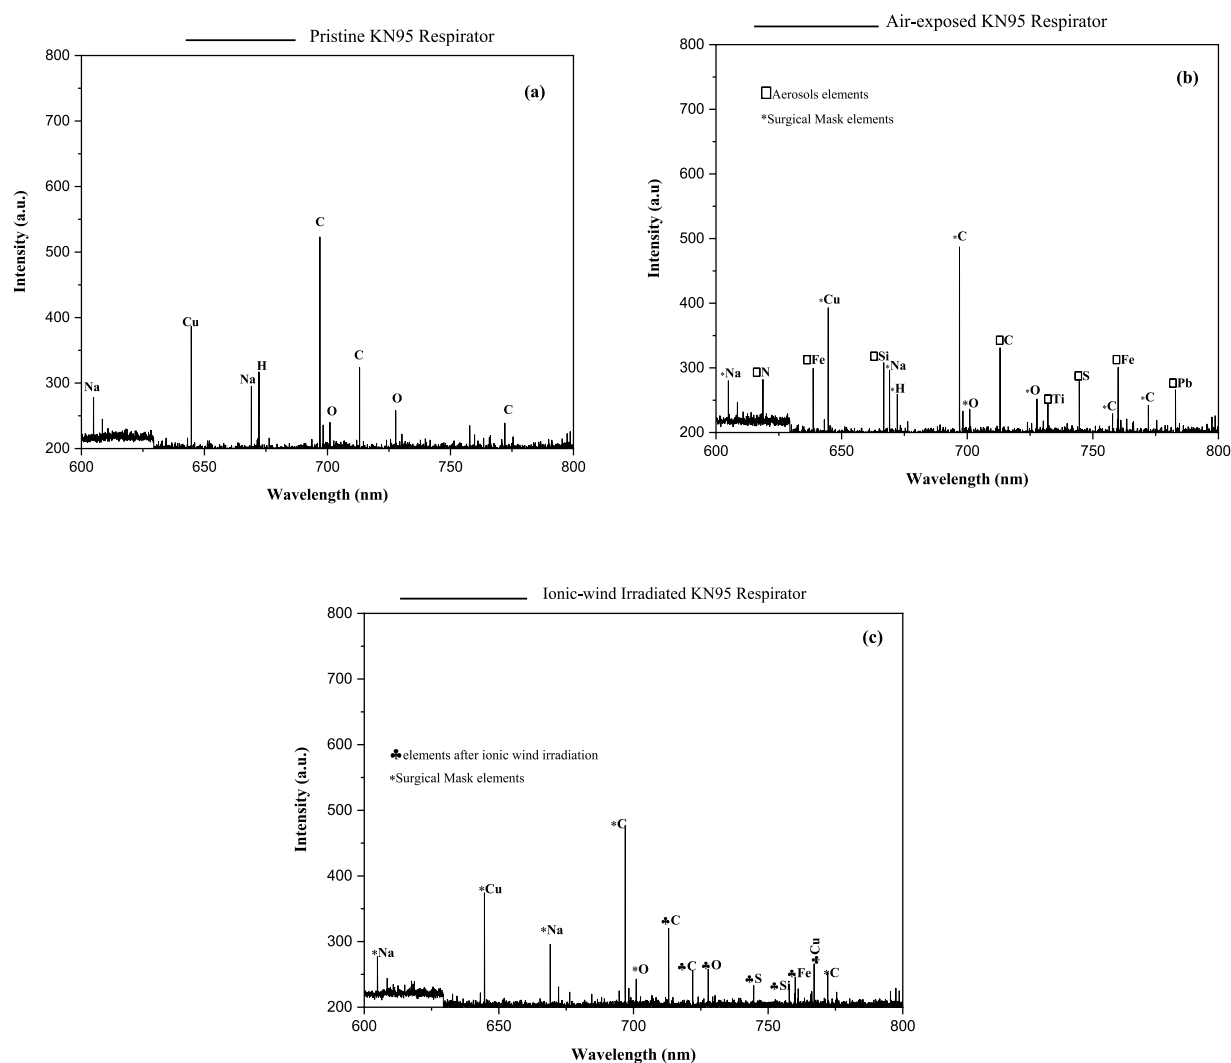 Pristine KN95 Respirator
800
700
600
500
400
300
200
600
650
700
750
800
Intensity (a.u.)
Wavelength (nm)
(a)
Na
Cu
Na
H
C
O
C
O
C
Air-exposed KN95 Respirator
800
700
600
500
400
300
200
600
650
700
750
800
Intensity (a.u)
Wavelength (nm)
(b)
□Aerosols elements
*Surgical Mask elements
*Na
□N
□Fe
*Cu
□Si
*Na
*H
*C
*O
□C
*O
□Ti
□S
*C
□Fe
*C
□Pb
Ionic-wind Irradiated KN95 Respirator
800
700
600
500
400
300
200
600
650
700
750
800
Intensity (a.u.)
Wavelength (nm)
(c)
♣elements after ionic wind irradiation
*Surgical Mask elements
*Na
*Cu
*Na
*C
*O
♣C
♣C
♣O
♣S
♣Si
♣Fe
♣Cu
*C